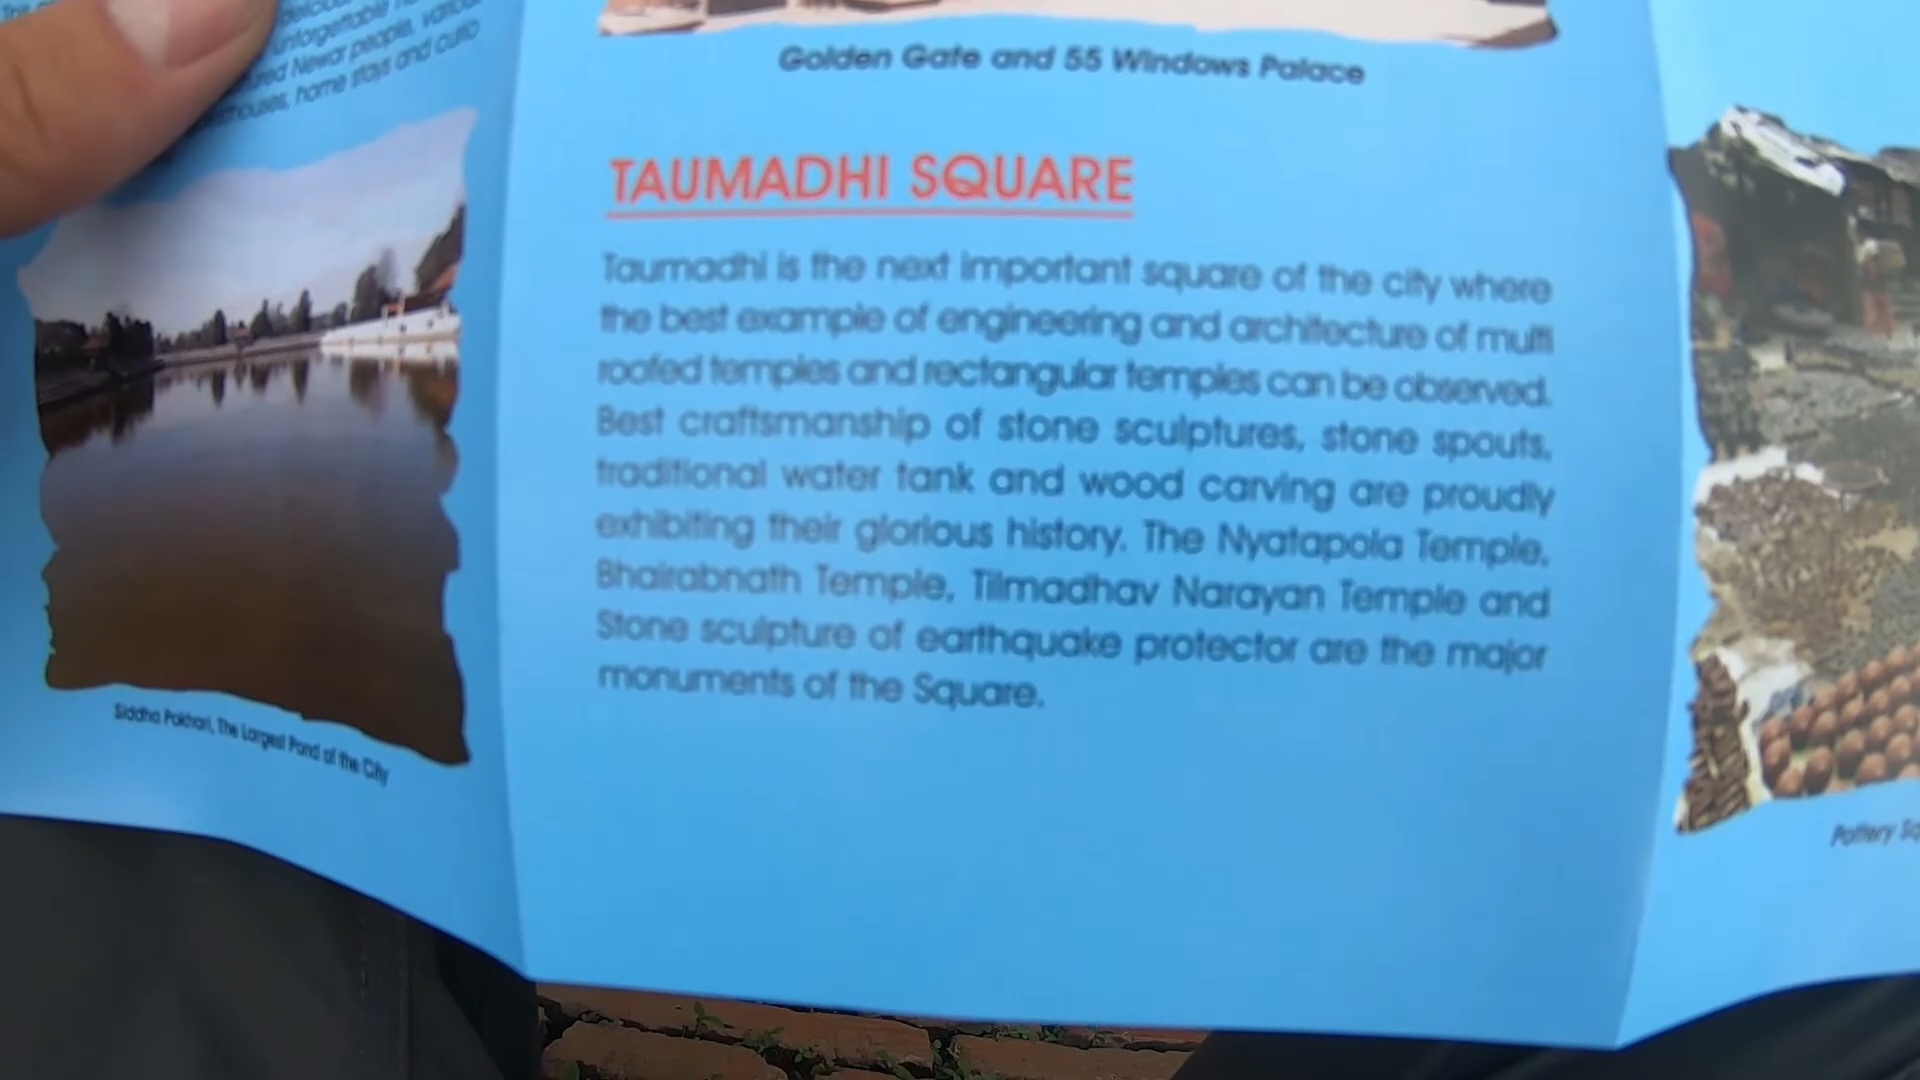 unforgettable
Newar people, various
houses, home stays and curio
Siddha Pokhari, The Largest Pond of the City
Golden Gate and 55 Windows Palace
TAUMADHI SQUARE
Taumadhi is the next important square of the city where
the best example of engineering and architecture of multi
roofed temples and rectangular temples can be observed.
Best craftsmanship of stone sculptures, stone spouts,
traditional water tank and wood carving are proudly
exhibiting their glorious history. The Nyatapola Temple,
Bhairabnath Temple, Tilmadhav Narayan Temple and
Stone sculpture of earthquake protector are the major
monuments of the Square.
Pottery